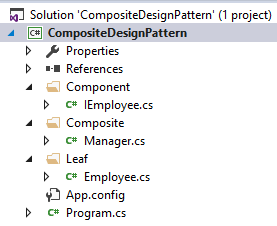 Solution 'CompositeDesignPattern' (1 project)
C# CompositeDesignPattern
Properties
References
Component
C# IEmployee.cs
Composite
C# Manager.cs
Leaf
C# Employee.cs
App.config
C# Program.cs